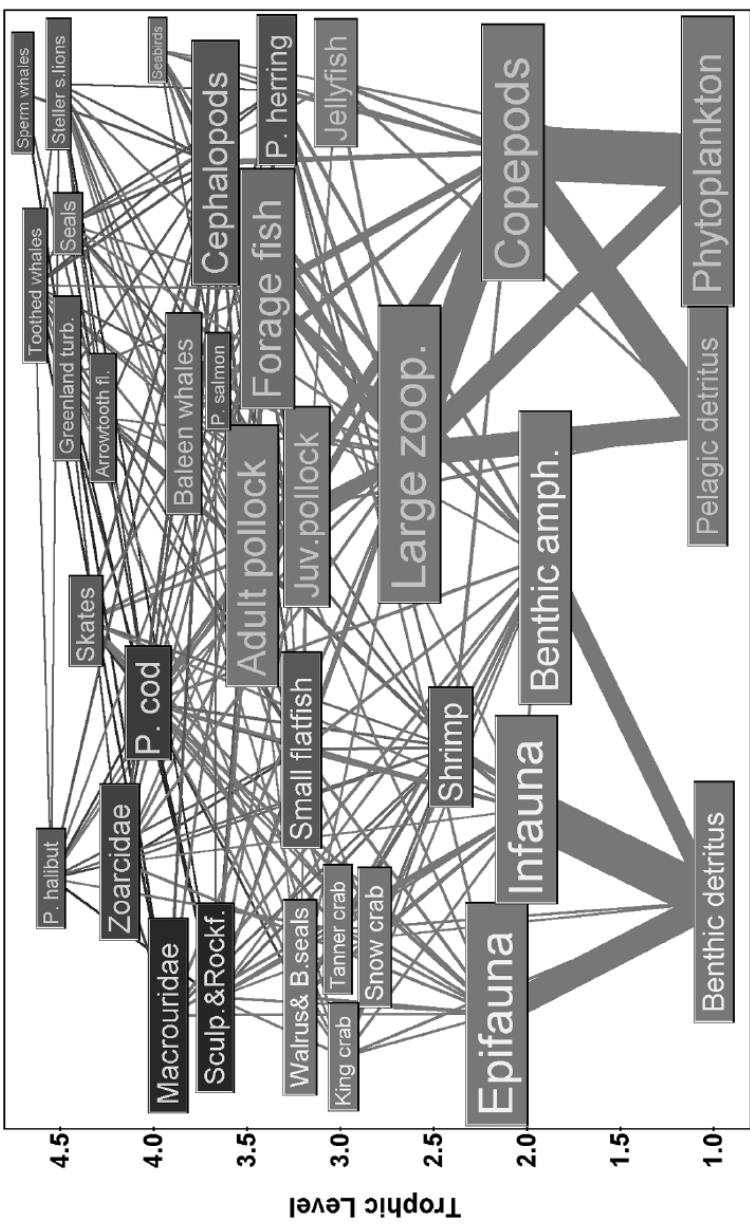 Sperm whales
Steller s.lions
Seabirds
Toothed whales
Seals
Greenland turb.
Arrowtooth fl.
Skates
P. halibut
Cephalopods
P. herring
Jellyfish
Baleen whales
P. salmon
Forage fish
P. cod
Zoarcidae
Adult pollock
Juv.pollock
Macrouridae
Sculp.&Rockf.
Small flatfish
Walrus& B.seals
Tanner crab
King crab
Snow crab
Large zoop.
Copepods
Shrimp
Benthic amph.
Infauna
Epifauna
Phytoplankton
Pelagic detritus
Benthic detritus
4.5
4.0
3.5
3.0
2.5
2.0
1.5
1.0
Trophic Level